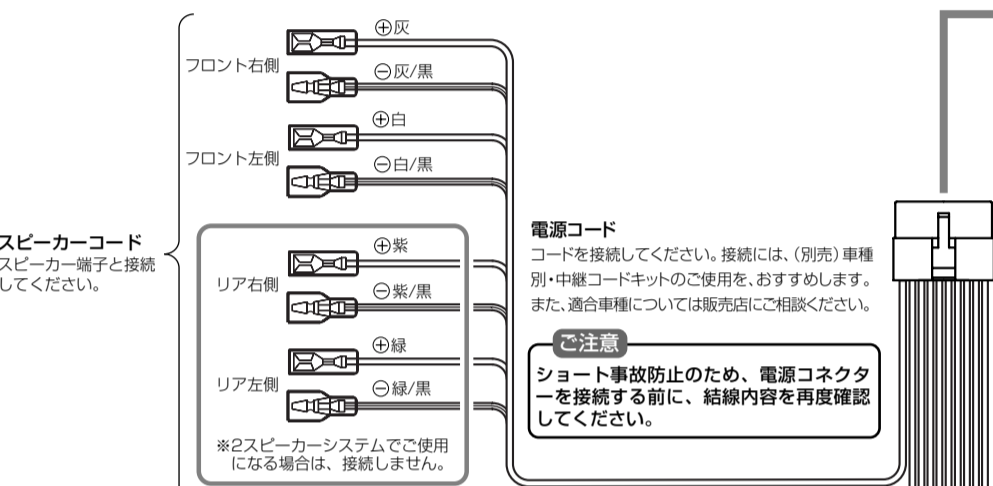 ⊕灰
フロント右側
⊖灰/黒
⊕白
フロント左側
⊖白/黒
スピーカーコード
スピーカー端子と接続
してください。
⊕紫
リア右側
⊖紫/黒
⊕緑
リア左側
⊖緑/黒
※2スピーカーシステムでご使用
になる場合は、接続しません。
電源コード
コードを接続してください。接続には、(別売)車種
別・中継コードキットのご使用を、おすすめします。
また、適合車種については販売店にご相談ください。
ご注意
ショート事故防止のため、電源コネクタ
ーを接続する前に、結線内容を再度確認
してください。